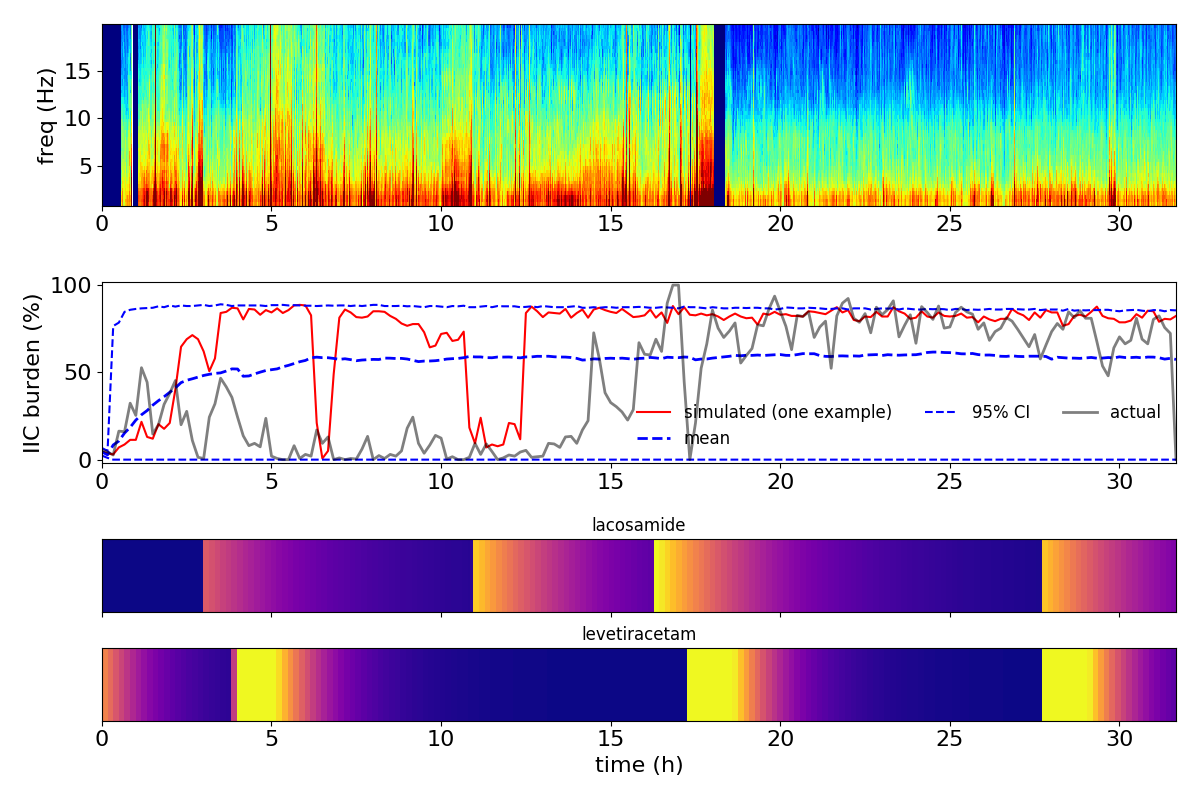 freq (Hz)
15
10
5
0 5 10 15 20 25 30
IIC burden (%)
100
50
0
simulated (one example) 95% CI actual
mean
0 5 10 15 20 25 30
lacosamide
levetiracetam
0 5 10 15 20 25 30
time (h)